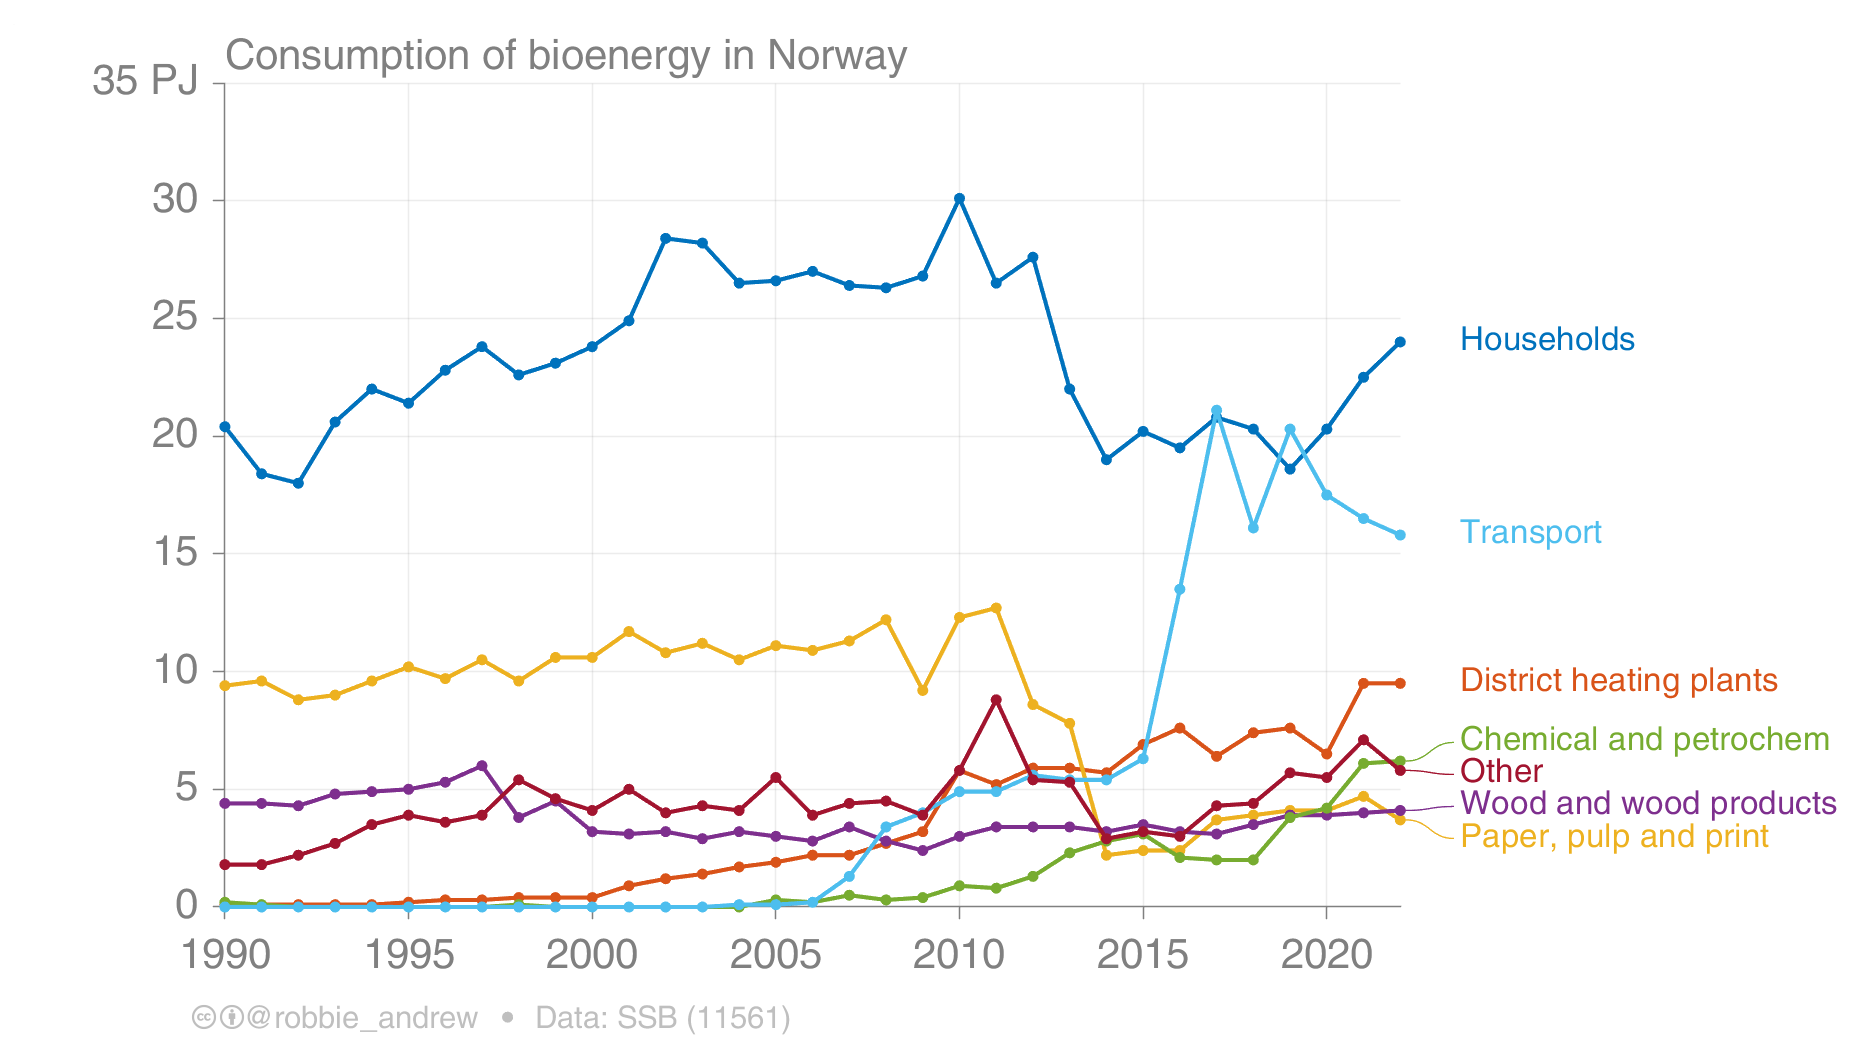 Consumption of bioenergy in Norway
35 PJ
30
25
20
15
10
5
0
1990 1995 2000 2005 2010 2015 2020
Households
Transport
District heating plants
Chemical and petrochem
Other
Wood and wood products
Paper, pulp and print
@robbie_andrew • Data: SSB (11561)